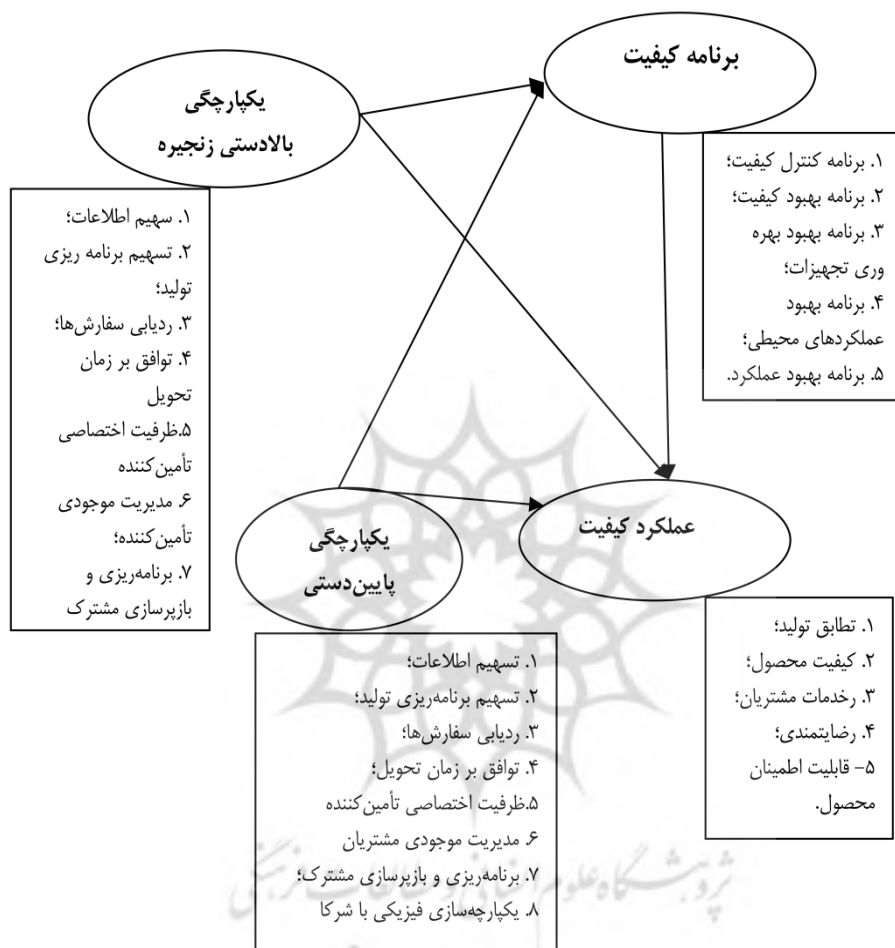 برنامه کیفیت
یکپارچگی
بالادستی زنجیره
۱. برنامه کنترل کیفیت؛
۲. برنامه بهبود کیفیت؛
۳. برنامه بهبود بهره
وری تجهیزات؛
۴. برنامه بهبود
عملکردهای محیطی؛
۵. برنامه بهبود عملکرد.
۱. سهیم اطلاعات؛
۲. تسهیم برنامه ریزی
تولید؛
۳. ردیابی سفارش‌ها؛
۴. توافق بر زمان
تحویل
۵.ظرفیت اختصاصی
تأمین‌کننده
۶. مدیریت موجودی
تأمین‌کننده؛
۷. برنامه‌ریزی و
بازپرسازی مشترک
یکپارچگی
پایین‌دستی
عملکرد کیفیت
۱. تسهیم اطلاعات؛
۲. تسهیم برنامه‌ریزی تولید؛
۳. ردیابی سفارش‌ها؛
۴. توافق بر زمان تحویل؛
۵.ظرفیت اختصاصی تأمین‌کننده
۶. مدیریت موجودی مشتریان
۷. برنامه‌ریزی و بازپرسازی مشترک؛
۸. یکپارچه‌سازی فیزیکی با شرکا
۱. تطابق تولید؛
۲. کیفیت محصول؛
۳. رخدمات مشتریان؛
۴. رضایتمندی؛
۵- قابلیت اطمینان
محصول.
پژوهشگاه علوم انسانی و مطالعات فرهنگی